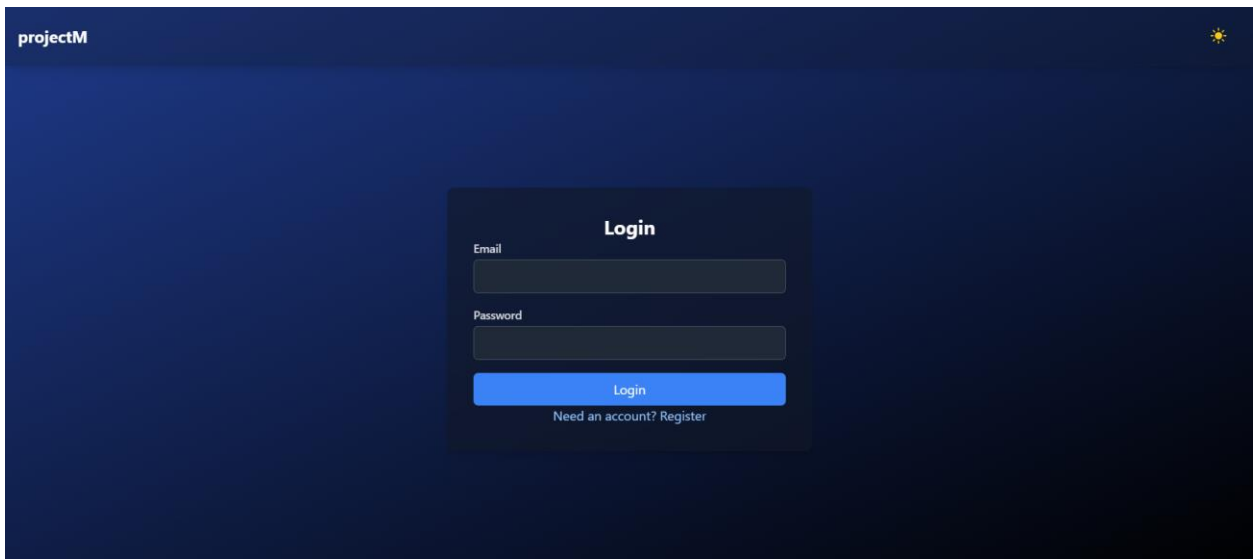 projectM
Login
Email
Password
Login
Need an account? Register